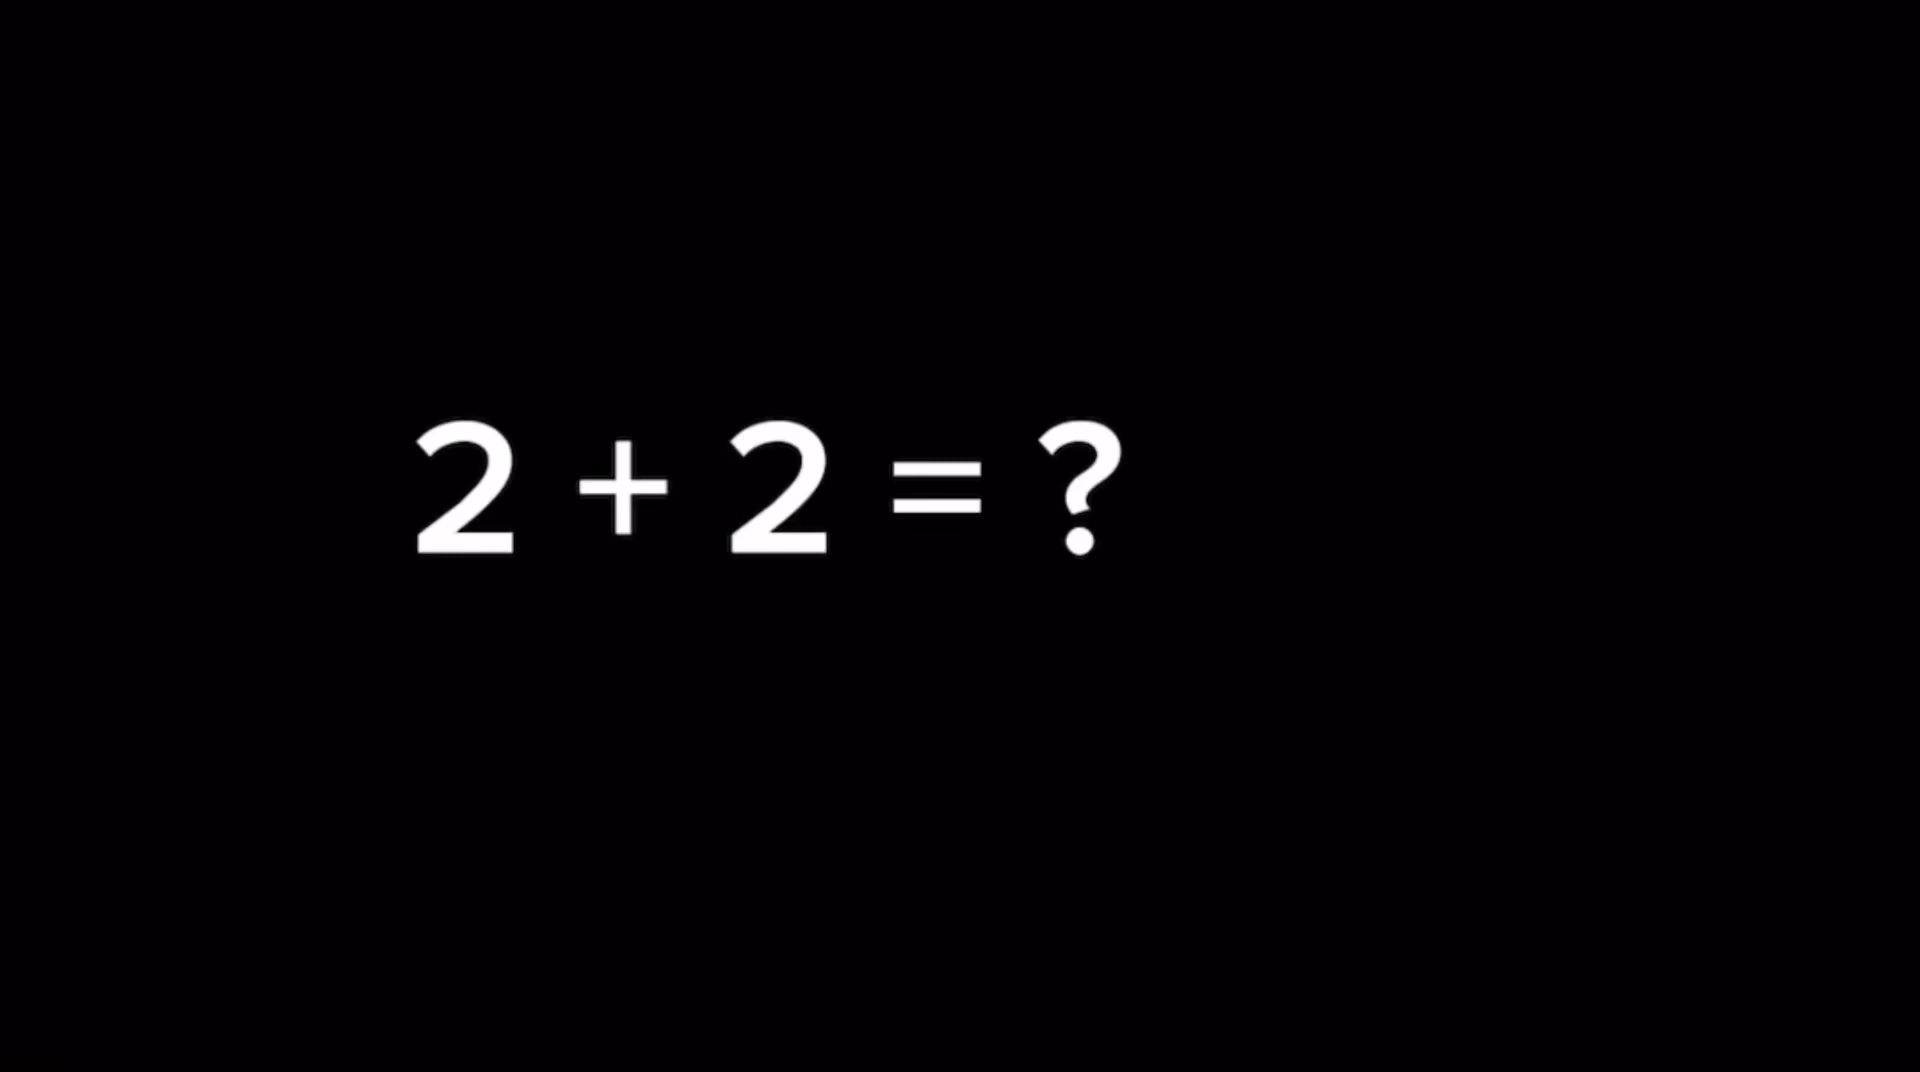 2 + 2 = ?